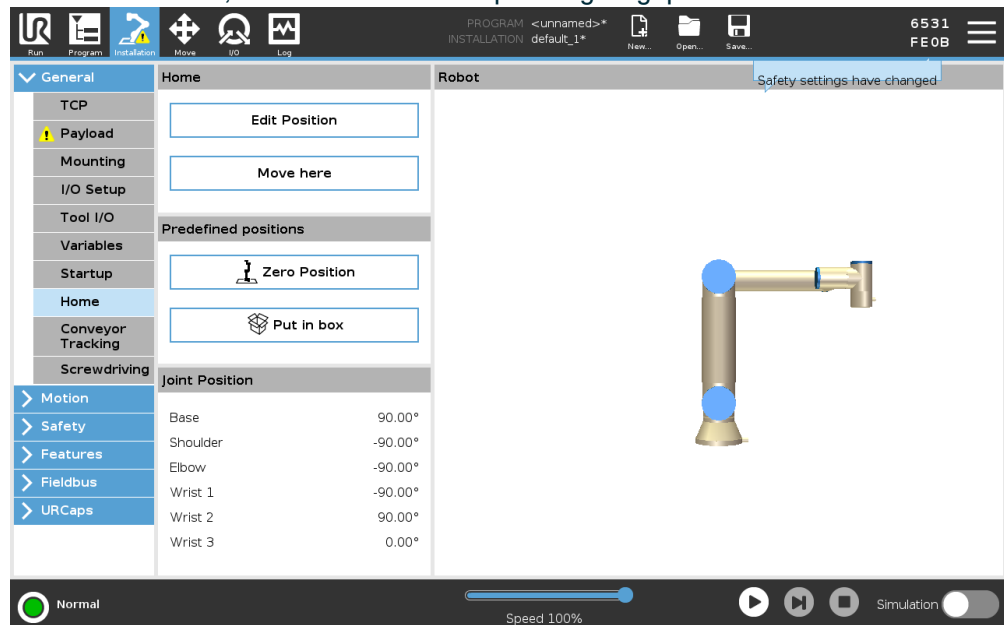 PROGRAM <unnamed>*
INSTALLATION default_1*
6531
FE0B
Run Program Installation Move I/O Log New... Open... Save...
General
TCP
Payload
Mounting
I/O Setup
Tool I/O
Variables
Startup
Home
Conveyor
Tracking
Screwdriving
Motion
Safety
Features
Fieldbus
URCaps
Home
Edit Position
Move here
Predefined positions
Zero Position
Put in box
Joint Position
Base 90.00°
Shoulder -90.00°
Elbow -90.00°
Wrist 1 -90.00°
Wrist 2 90.00°
Wrist 3 0.00°
Robot
Safety settings have changed
Normal
Speed 100%
Simulation